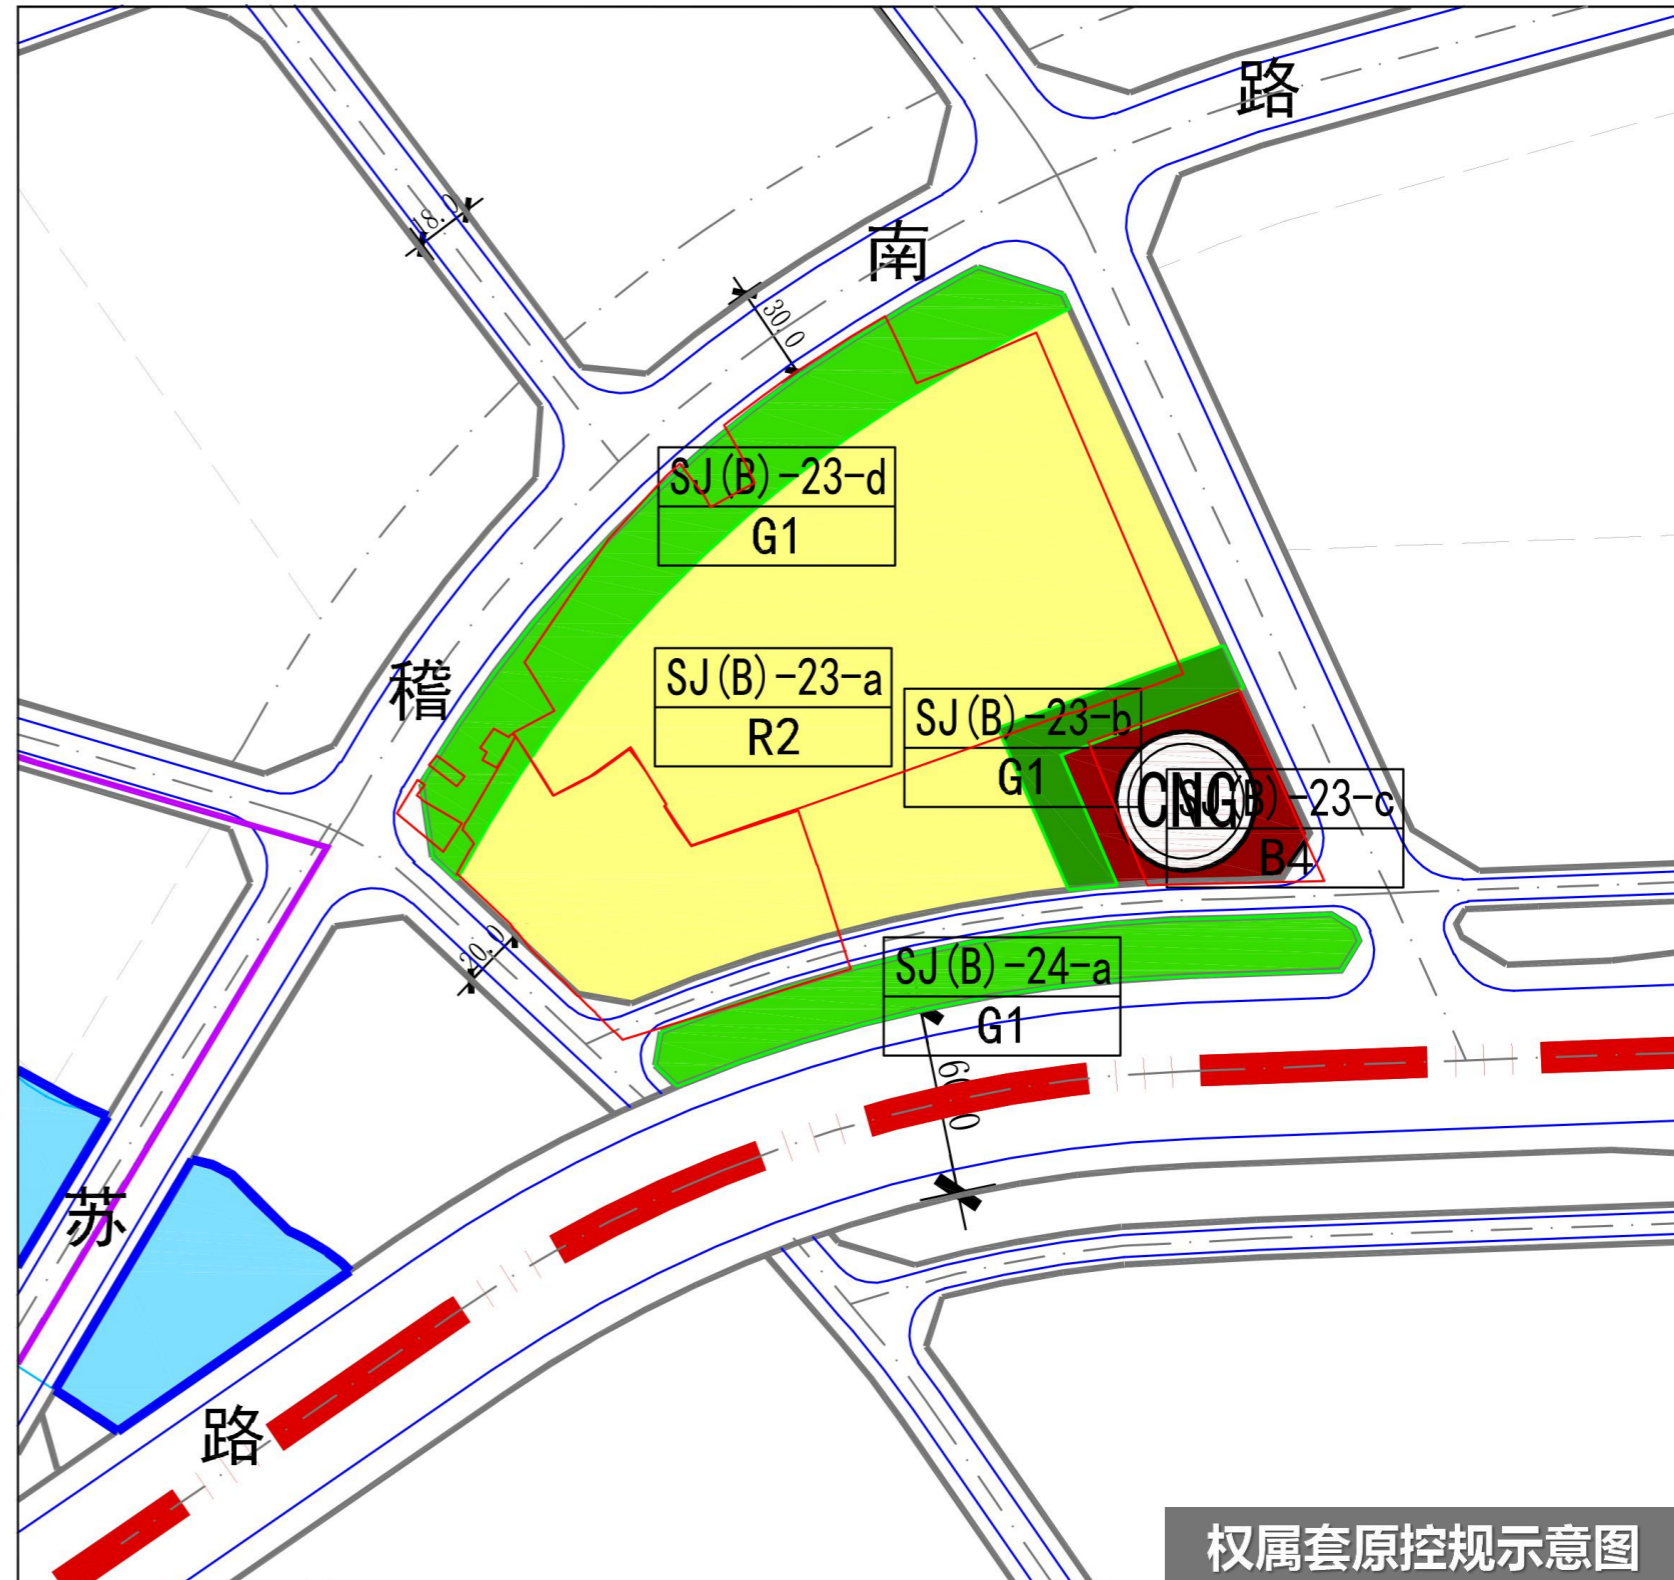 路
18.0
南
30.0
SJ(B)-23-d
G1
稽
SJ(B)-23-a
R2
SJ(B)-23-b
G1
CNG
SJ(B)-23-c
B4
20.0
SJ(B)-24-a
G1
60.0
苏
路
权属套原控规示意图